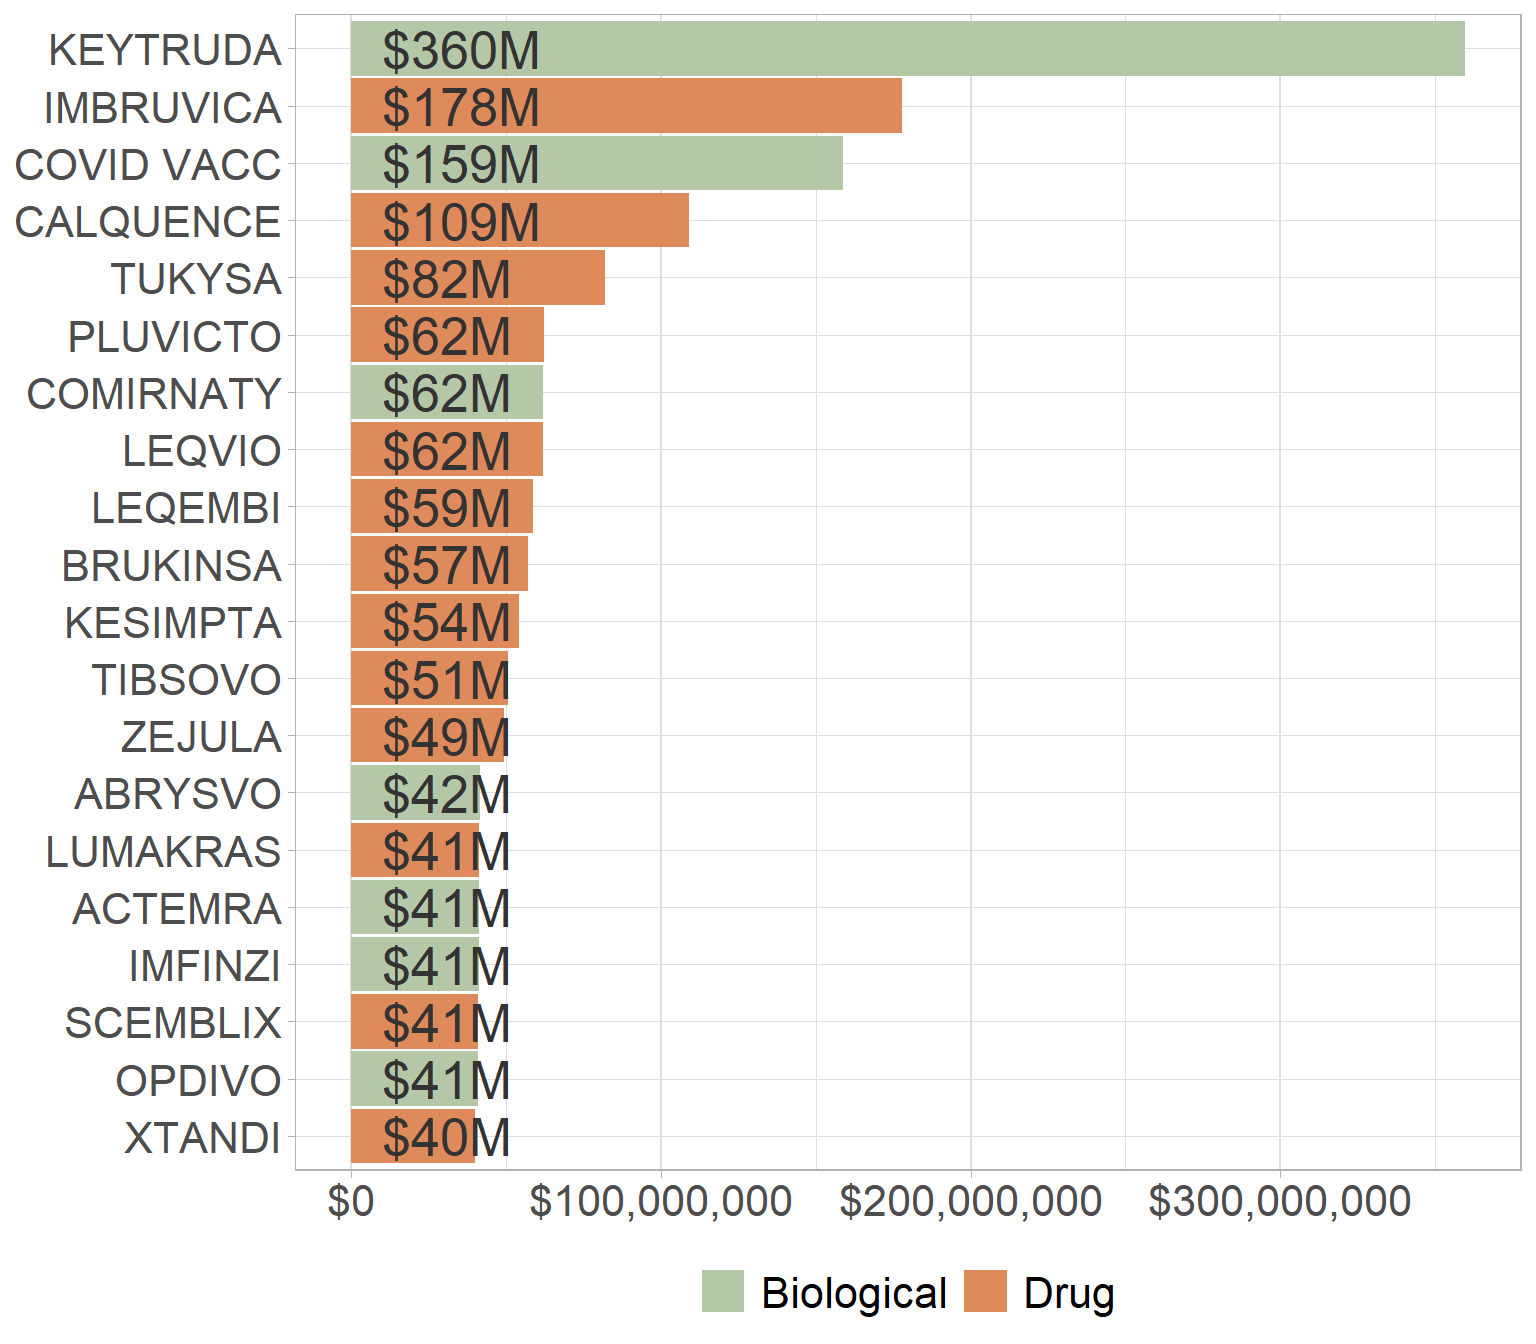 KEYTRUDA $360M
IMBRUVICA $178M
COVID VACC $159M
CALQUENCE $109M
TUKYSA $82M
PLUVICTO $62M
COMIRNATY $62M
LEQVIO $62M
LEQEMBI $59M
BRUKINSA $57M
KESIMPTA $54M
TIBSOVO $51M
ZEJULA $49M
ABRYSVO $42M
LUMAKRAS $41M
ACTEMRA $41M
IMFINZI $41M
SCEMBLIX $41M
OPDIVO $41M
XTANDI $40M
$0 $100,000,000 $200,000,000 $300,000,000
Biological Drug